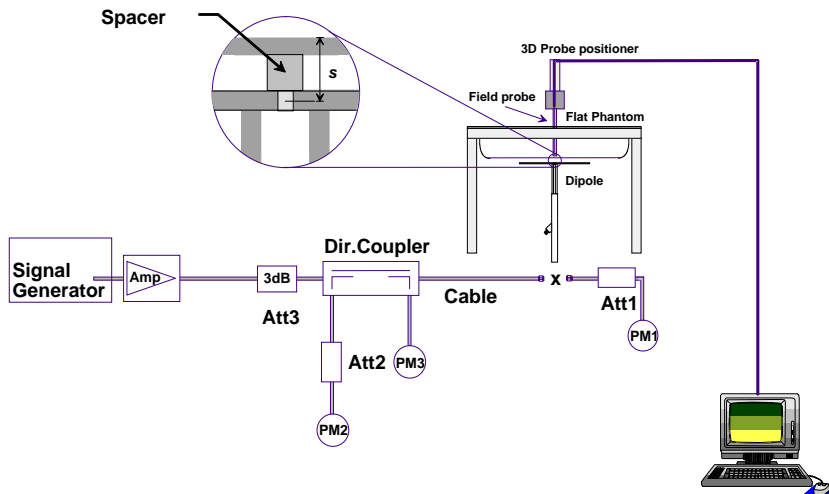 Spacer
s
3D Probe positioner
Field probe
Flat Phantom
Dipole
Signal
Generator
Amp
3dB
Att3
Dir.Coupler
Cable
x
Att1
PM1
Att2
PM3
PM2